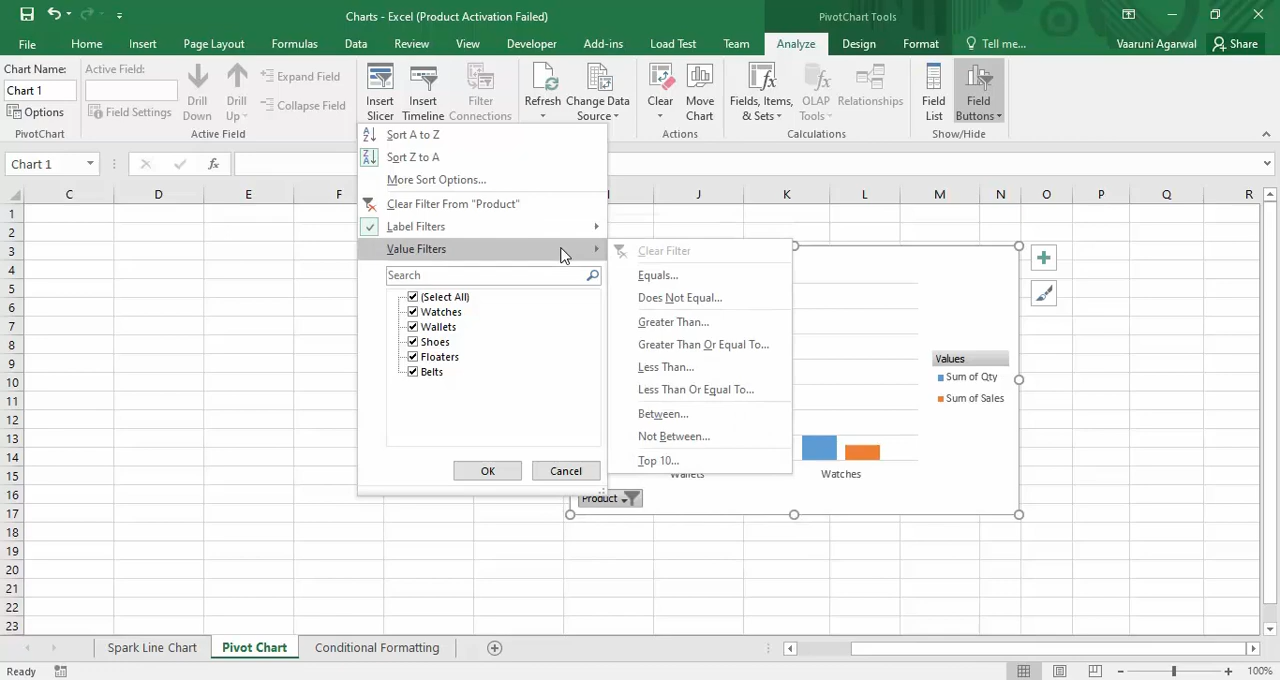 Charts - Excel (Product Activation Failed)
PivotChart Tools
File
Home
Insert
Page Layout
Formulas
Data
Review
View
Developer
Add-ins
Load Test
Team
Analyze
Design
Format
Tell me...
Vaaruni Agarwal
Share
Chart Name:
Chart 1
Options
PivotChart
Active Field:
Field Settings
Drill Down
Drill Up
Expand Field
Collapse Field
Active Field
Insert Slicer
Insert Timeline
Filter Connections
Refresh
Change Data Source
Clear
Move Chart
Actions
Fields, Items, & Sets
OLAP Tools
Relationships
Calculations
Field List
Field Buttons
Show/Hide
Chart 1
fx
C D E F I J K L M N O P Q R
1
2
3
4
5
6
7
8
9
10
11
12
13
14
15
16
17
18
19
20
21
22
23
Sort A to Z
Sort Z to A
More Sort Options...
Clear Filter From "Product"
Label Filters
Value Filters
Search
(Select All)
Watches
Wallets
Shoes
Floaters
Belts
OK
Cancel
Clear Filter
Equals...
Does Not Equal...
Greater Than...
Greater Than Or Equal To...
Less Than...
Less Than Or Equal To...
Between...
Not Between...
Top 10...
Values
Sum of Qty
Sum of Sales
Wallets
Watches
Product
Spark Line Chart
Pivot Chart
Conditional Formatting
Ready
100%